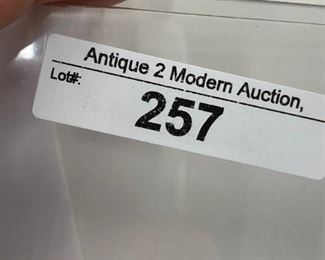 Antique 2 Modern Auction,
Lot#:
257